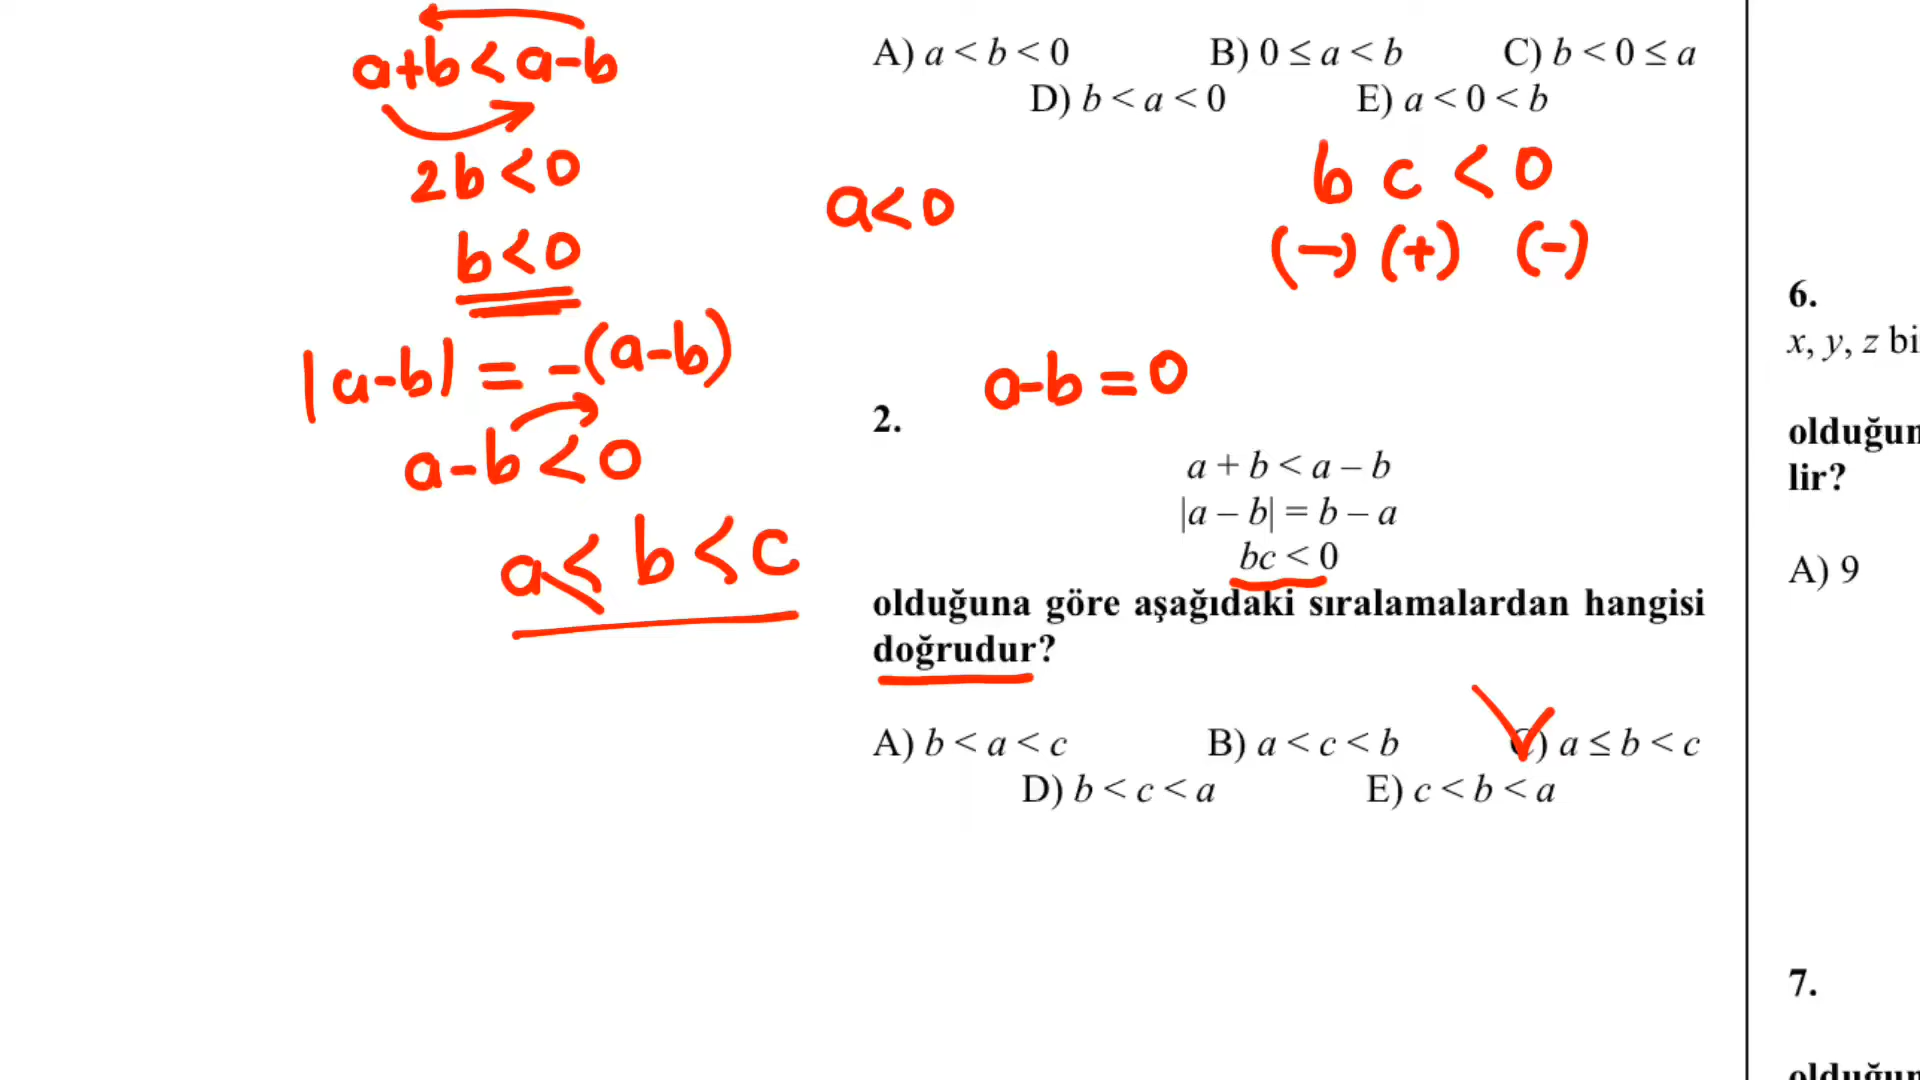 a+b<a-b
2b<0
b<0
|a-b| = -(a-b)
a-b<0
a< b<c
A) a < b < 0 B) 0 ≤ a < b C) b < 0 ≤ a
D) b < a < 0 E) a < 0 < b
a<0
b c < 0
(-) (+) (-)
a-b=0
2.
a + b < a – b
|a – b| = b – a
bc < 0
olduğuna göre aşağıdaki sıralamalardan hangisi
doğrudur?
A) b < a < c B) a < c < b C) a ≤ b < c
D) b < c < a E) c < b < a
6.
x, y, z bi
olduğun
lir?
A) 9
7.
olduğun